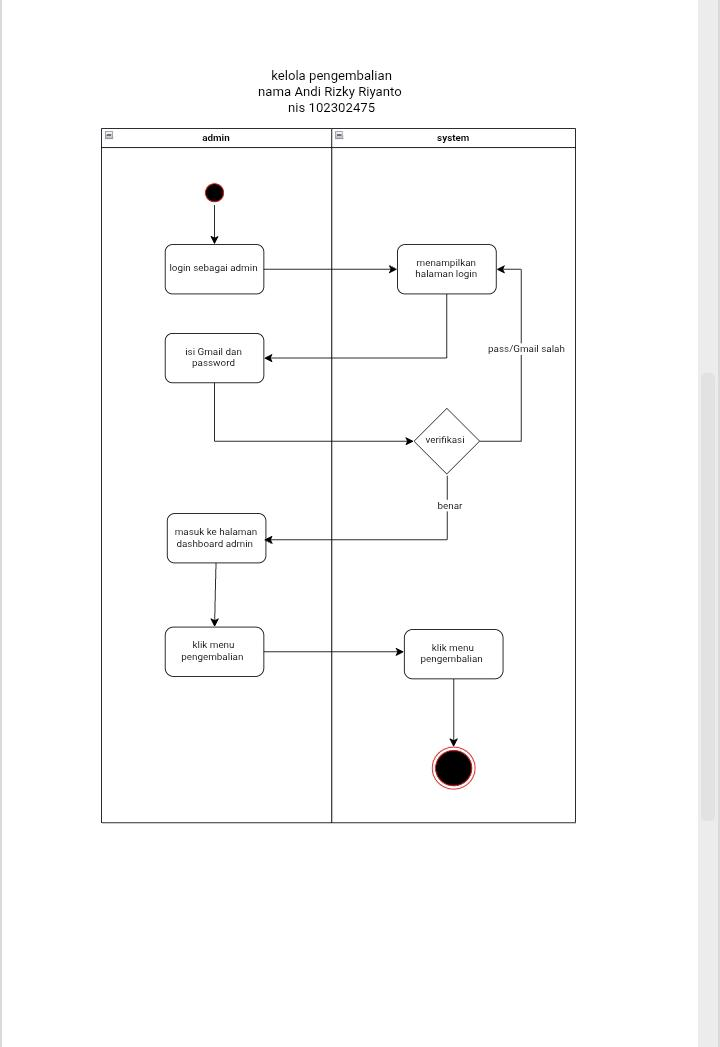 kelola pengembalian
nama Andi Rizky Riyanto
nis 102302475
admin
system
login sebagai admin
menampilkan
halaman login
isi Gmail dan
password
pass/Gmail salah
verifikasi
benar
masuk ke halaman
dashboard admin
klik menu
pengembalian
klik menu
pengembalian